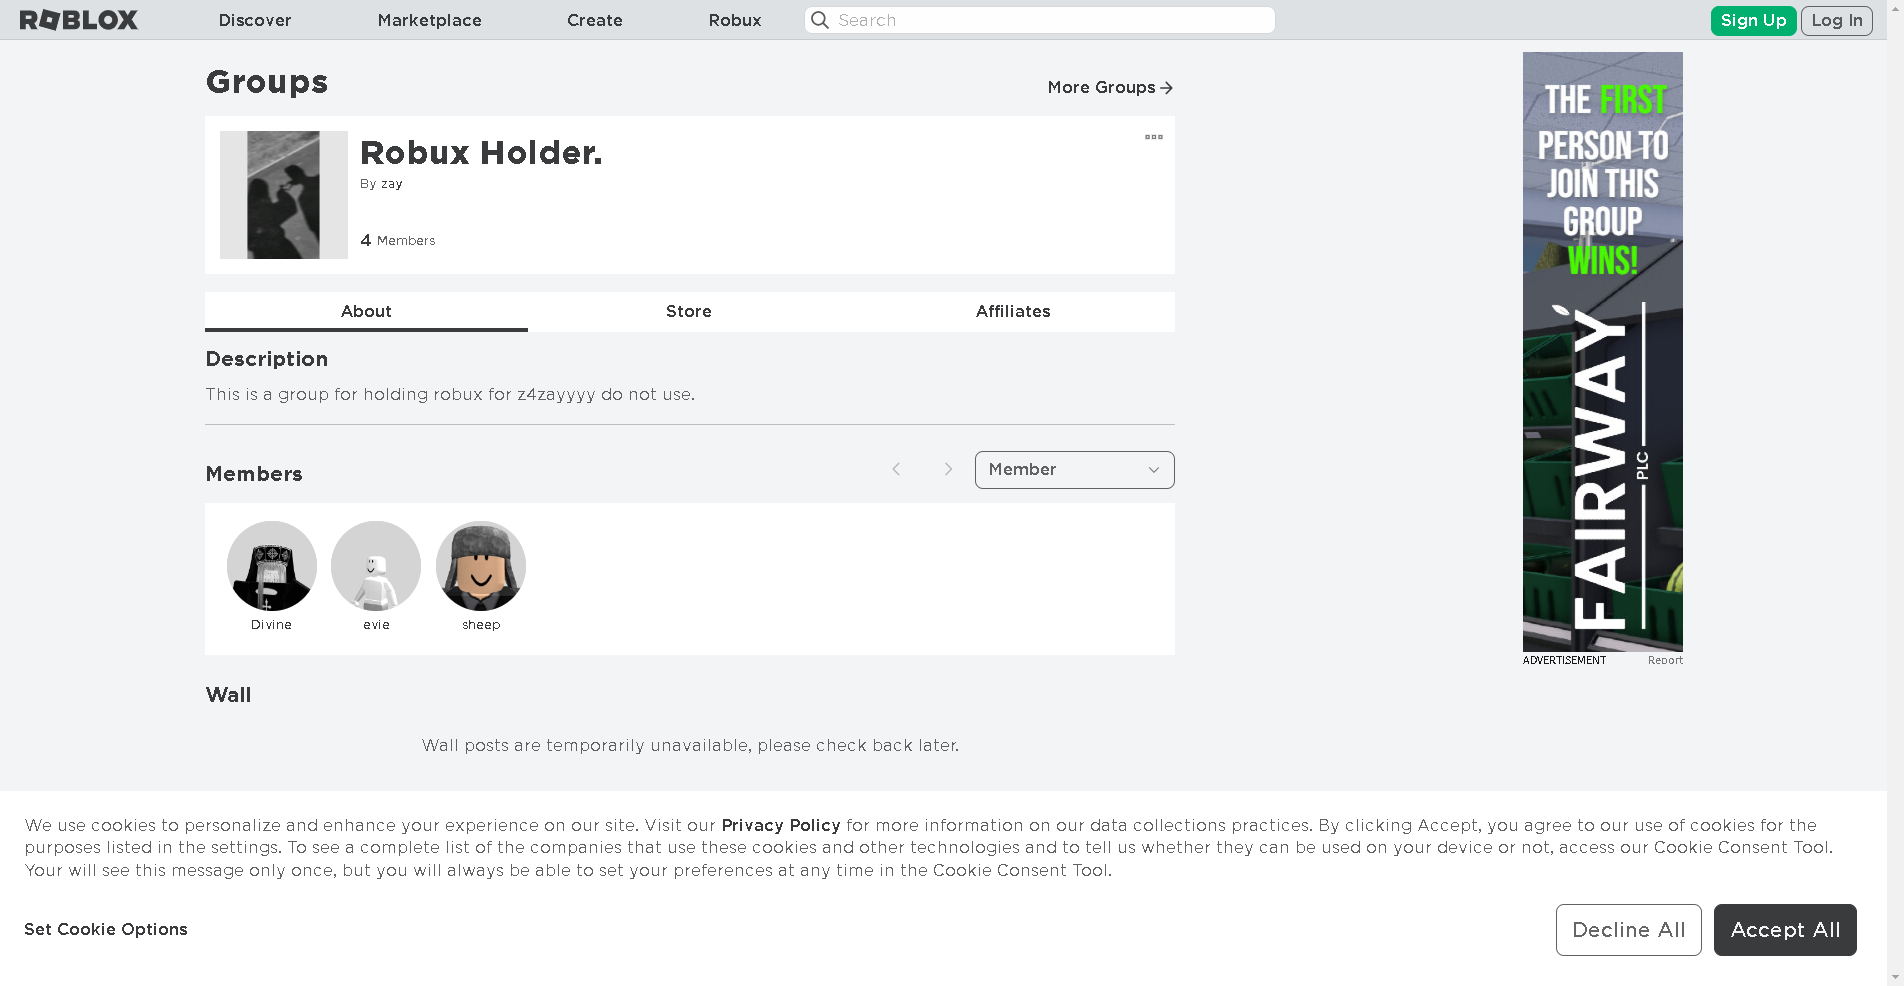 ROBLOX Discover Marketplace Create Robux Search Sign Up Log In
Groups
More Groups
Robux Holder.
By zay
4 Members
About Store Affiliates
Description
This is a group for holding robux for z4zayyyy do not use.
Members
Member
Divine evie sheep
Wall
Wall posts are temporarily unavailable, please check back later.
THE FIRST
PERSON TO
JOIN THIS
GROUP
WINS!
FAIRWAY
PLC
ADVERTISEMENT Report
We use cookies to personalize and enhance your experience on our site. Visit our Privacy Policy for more information on our data collections practices. By clicking Accept, you agree to our use of cookies for the
purposes listed in the settings. To see a complete list of the companies that use these cookies and other technologies and to tell us whether they can be used on your device or not, access our Cookie Consent Tool.
Your will see this message only once, but you will always be able to set your preferences at any time in the Cookie Consent Tool.
Set Cookie Options
Decline All Accept All